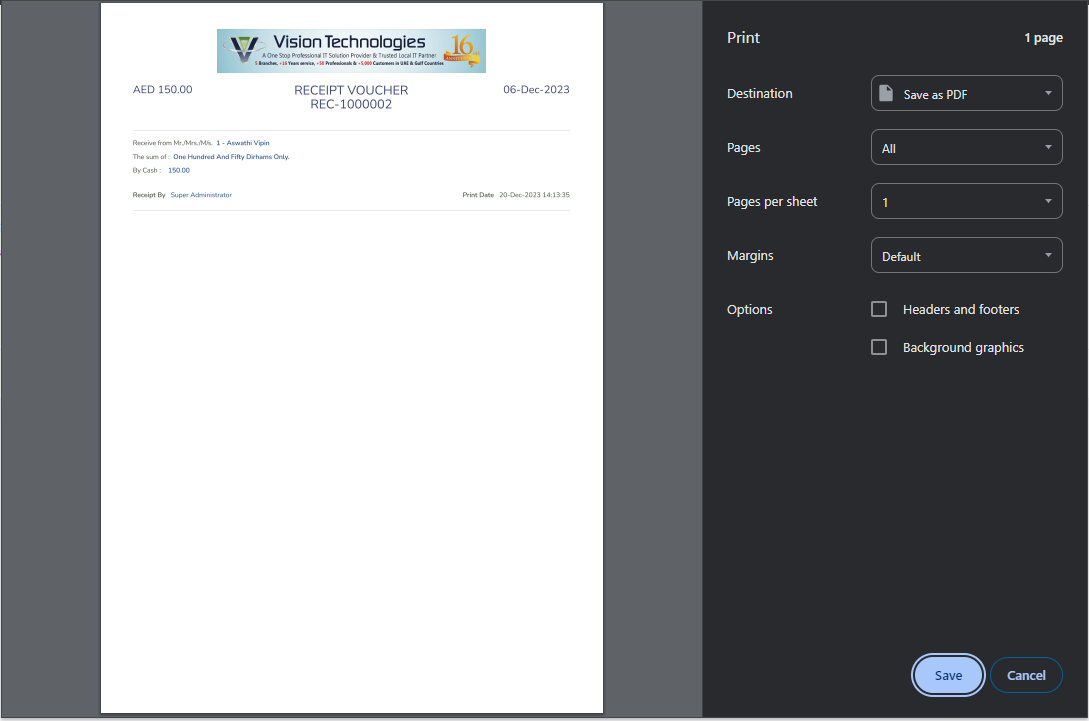 Vision Technologies
A One Stop Professional IT Solution Provider & Trusted Local IT Partner
5 Branches, +16 Years service, +50 Professionals & +5,000 Customers in UAE & Gulf Countries
16
ANNIVERSARY
AED 150.00
RECEIPT VOUCHER
06-Dec-2023
REC-1000002
Receive from Mr./Mrs./M/s. 1 - Aswathi Vipin
The sum of : One Hundred And Fifty Dirhams Only.
By Cash : 150.00
Receipt By Super Administrator
Print Date 20-Dec-2023 14:13:35
Print
1 page
Destination
Save as PDF
Pages
All
Pages per sheet
1
Margins
Default
Options
Headers and footers
Background graphics
Save
Cancel